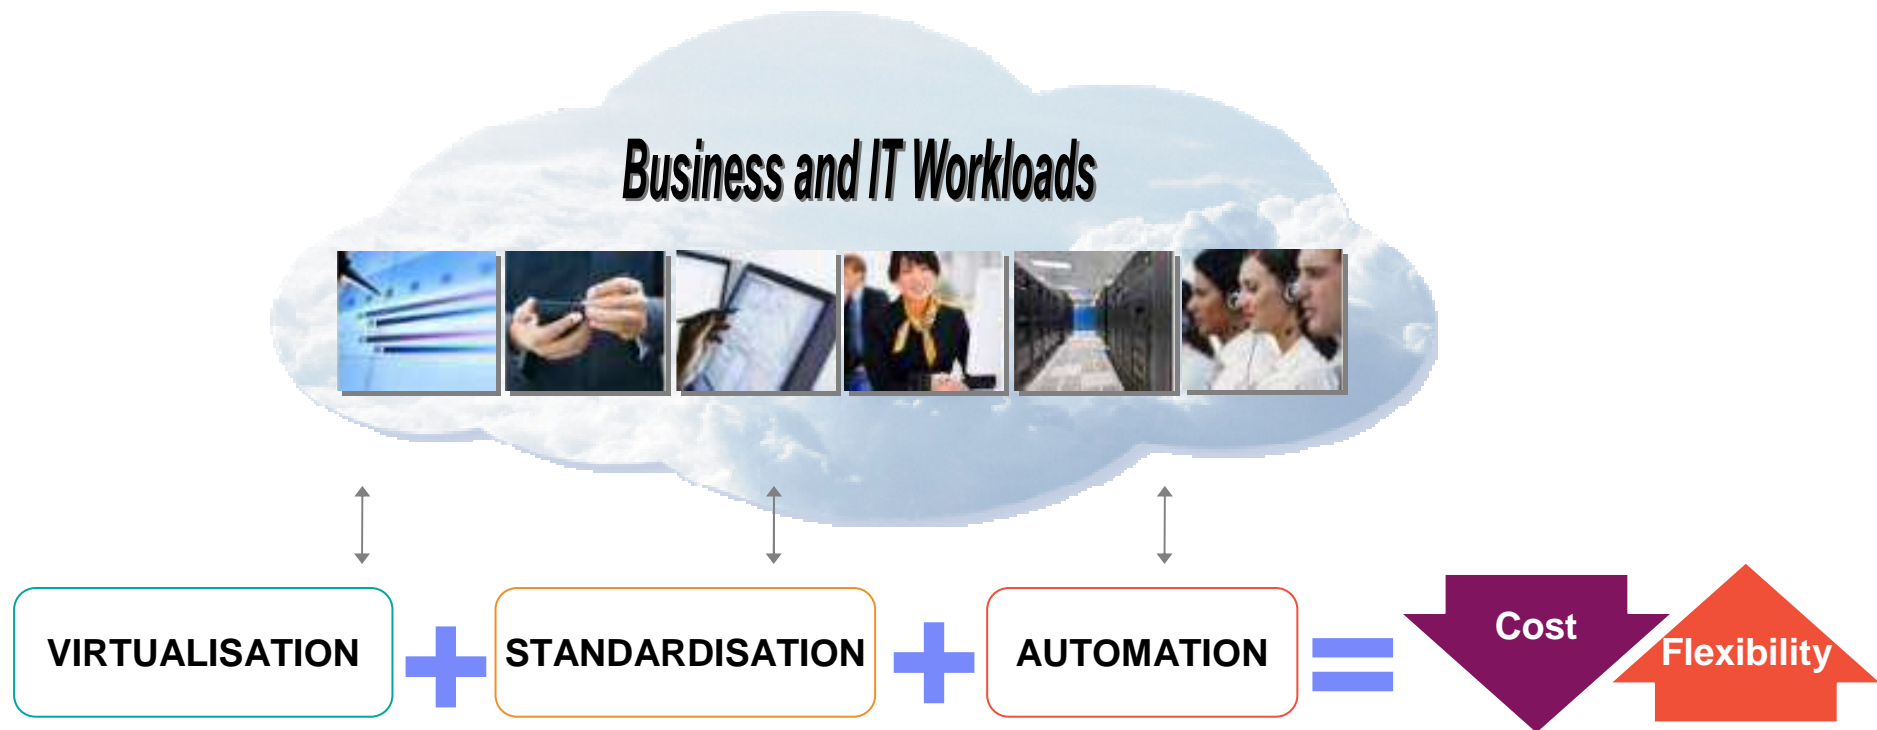 Business and IT Workloads
VIRTUALISATION
STANDARDISATION
AUTOMATION
Cost
Flexibility